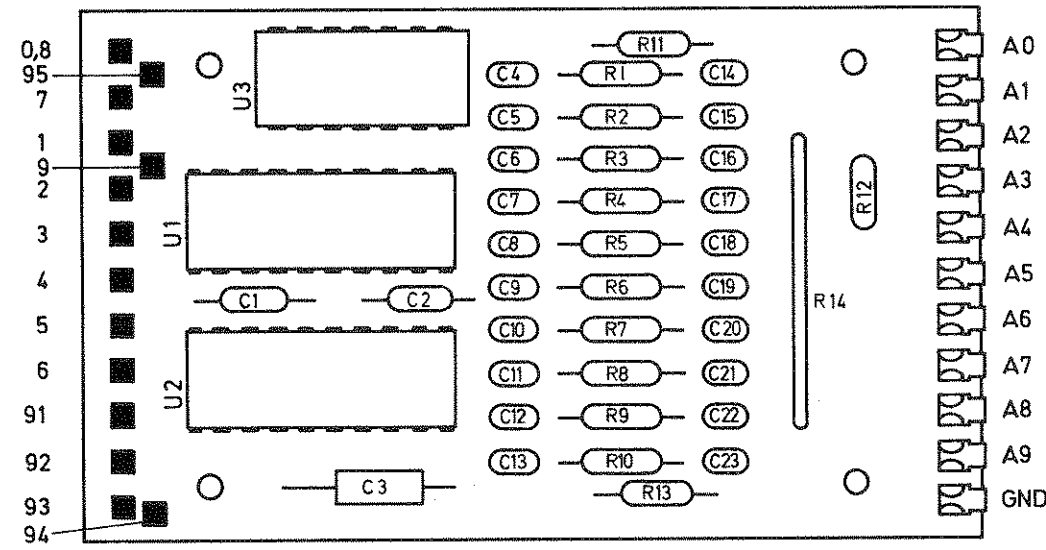 0,8
95
7
1
9
2
3
4
5
6
91
92
93
94
U3
U1
U2
C1
C2
C3
R11
C4 R1 C14
C5 R2 C15
C6 R3 C16
C7 R4 C17
C8 R5 C18
C9 R6 C19
C10 R7 C20
C11 R8 C21
C12 R9 C22
C13 R10 C23
R13
R12
R14
A0
A1
A2
A3
A4
A5
A6
A7
A8
A9
GND